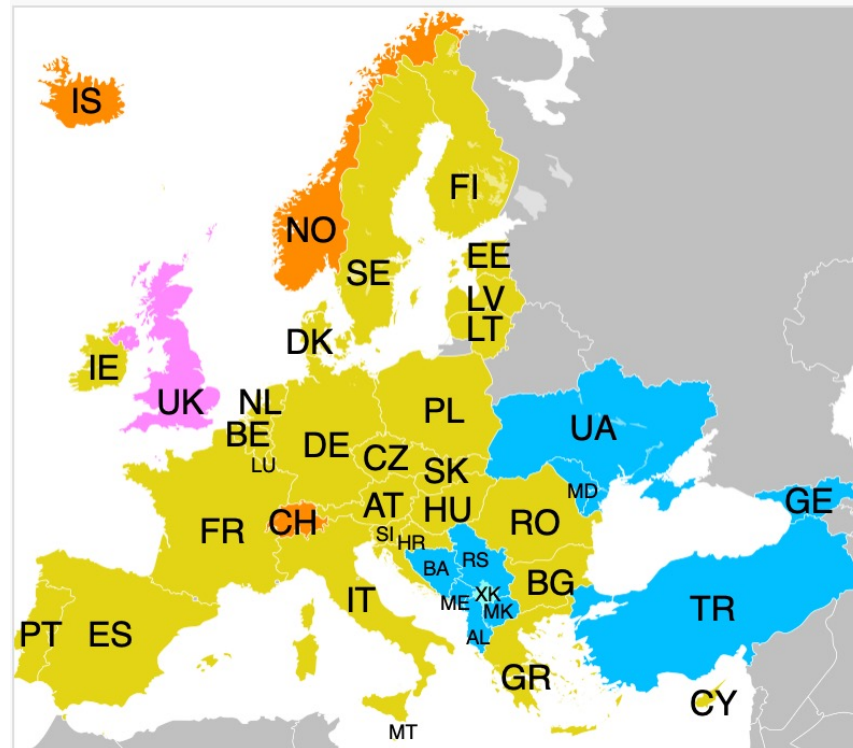 IS
FI
NO
EE
SE
LV
LT
DK
IE
UK
NL
PL
BE
UA
DE
CZ
LU
SK
MD
AT
GE
HU
CH
RO
FR
SI
HR
RS
BA
BG
XK
IT
ME
MK
TR
PT
ES
AL
GR
CY
MT